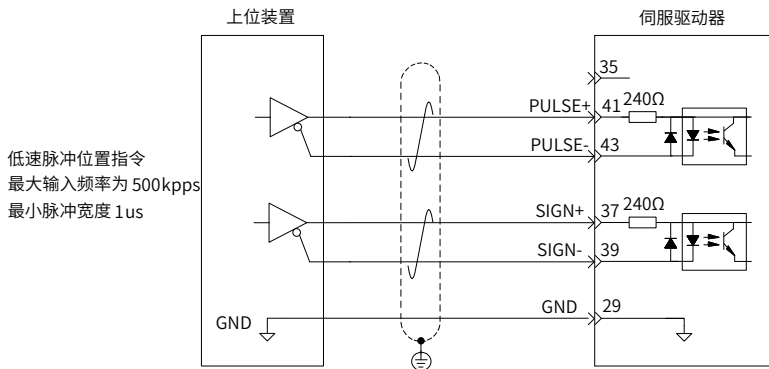 上位装置
伺服驱动器
35
PULSE+ 41 240Ω
PULSE- 43
低速脉冲位置指令
最大输入频率为 500kpps
最小脉冲宽度 1us
SIGN+ 37 240Ω
SIGN- 39
GND 29
GND